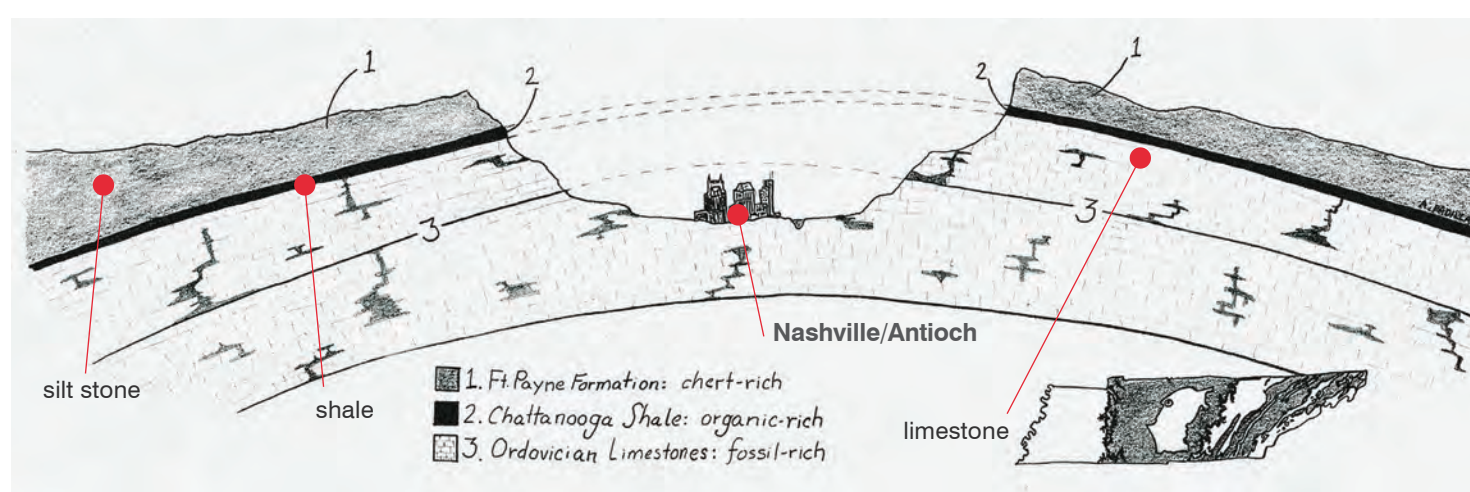 1
2
2
1
3
3
Nashville/Antioch
silt stone
shale
limestone
1. Ft. Payne Formation: chert-rich
2. Chattanooga Shale: organic-rich
3. Ordovician Limestones: fossil-rich